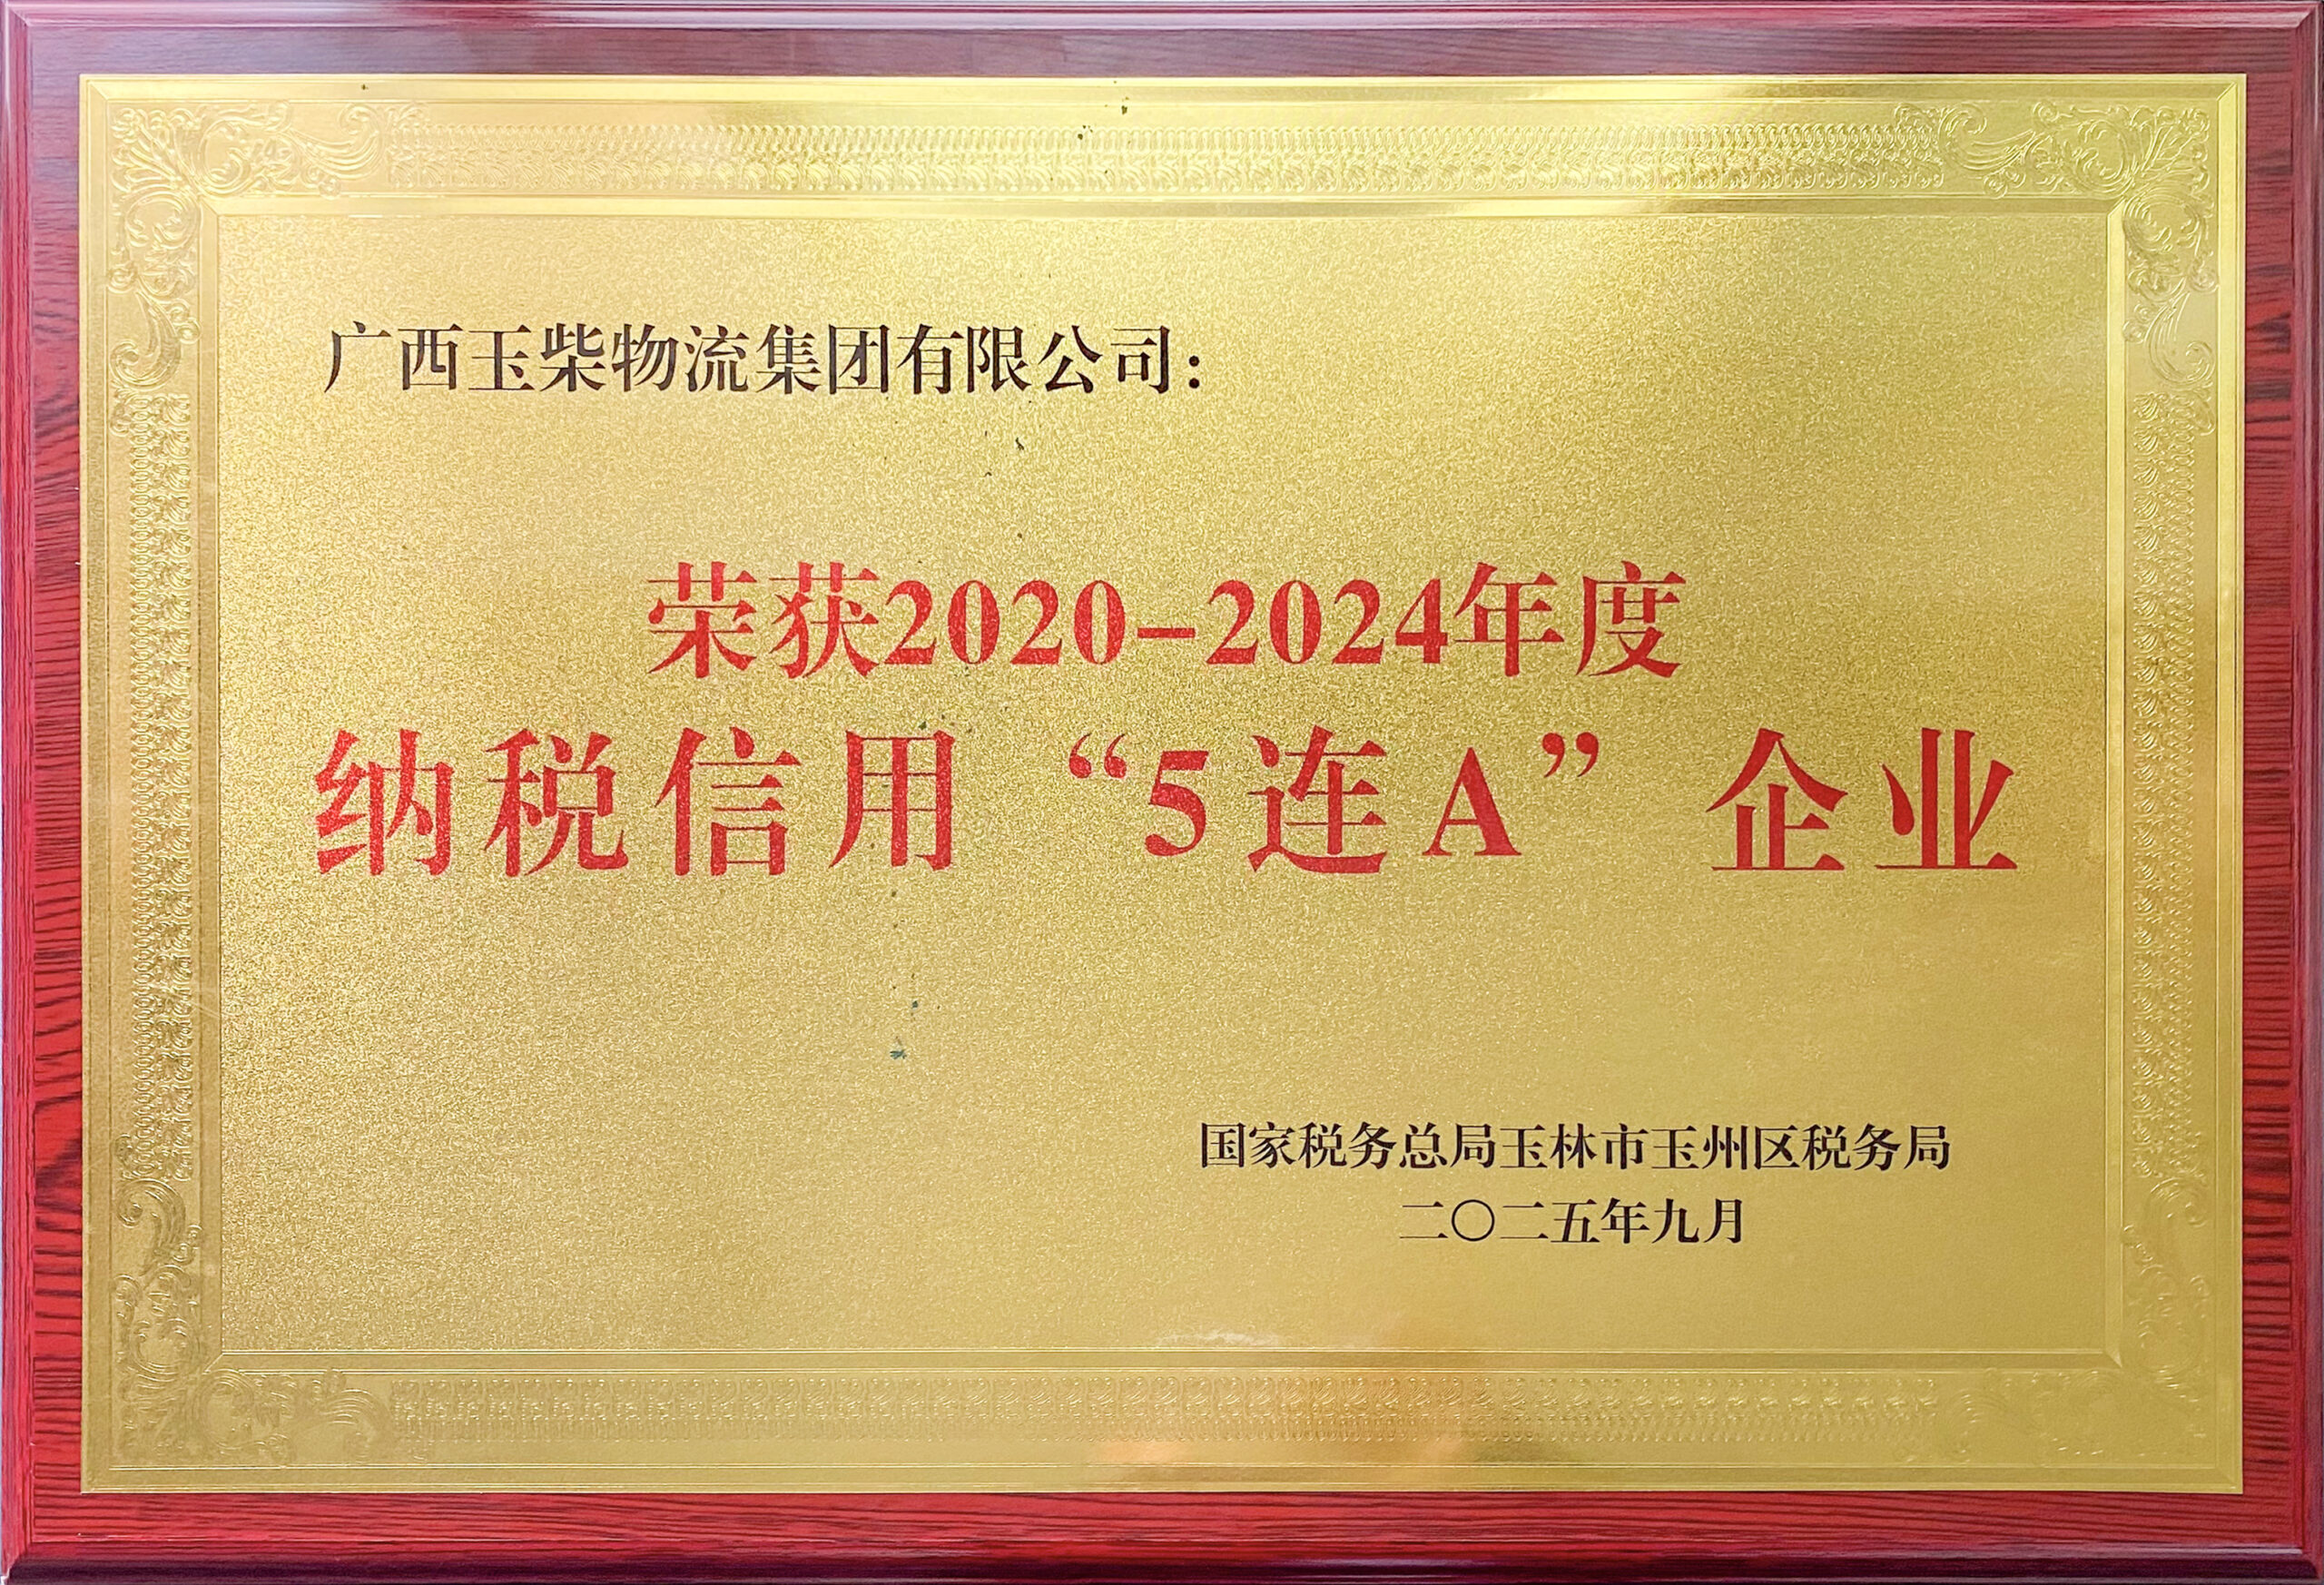 广西玉柴物流集团有限公司：
荣获2020-2024年度
纳税信用“5连A”企业
国家税务总局玉林市玉州区税务局
二〇二五年九月